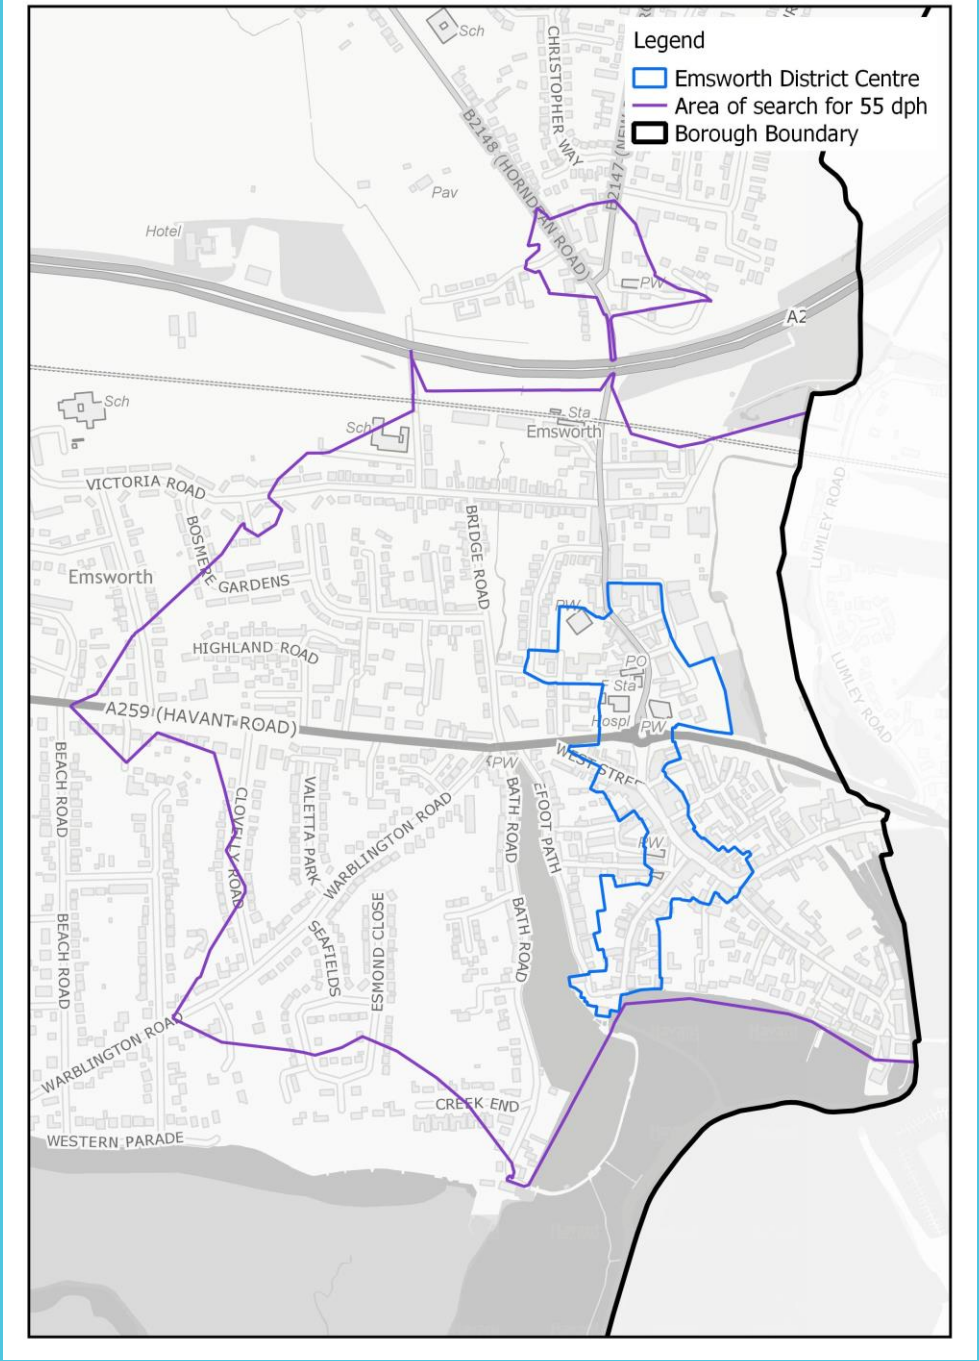 Legend
Emsworth District Centre
Area of search for 55 dph
Borough Boundary
Sch
CHRISTOPHER WAY
B2148 (HORNDEAN ROAD)
B2147 (NEW
Pav
Hotel
PW
A2
Sch
Sch
Sta
Emsworth
VICTORIA ROAD
BOSMERE
GARDENS
Emsworth
BRIDGE ROAD
LUMLEY ROAD
HIGHLAND ROAD
PW
PO
F Sta
Hospl
PW
LUMLEY ROAD
A259 (HAVANT ROAD)
PW
WEST STREE
BEACH ROAD
CLOVELLY ROAD
VALETTA PARK
WARBLINGTON ROAD
BATH ROAD
FOOT PATH
PW
BEACH ROAD
SEAFIELDS
ESMOND CLOSE
BATH ROAD
WARBLINGTON ROAD
CREEK END
WESTERN PARADE